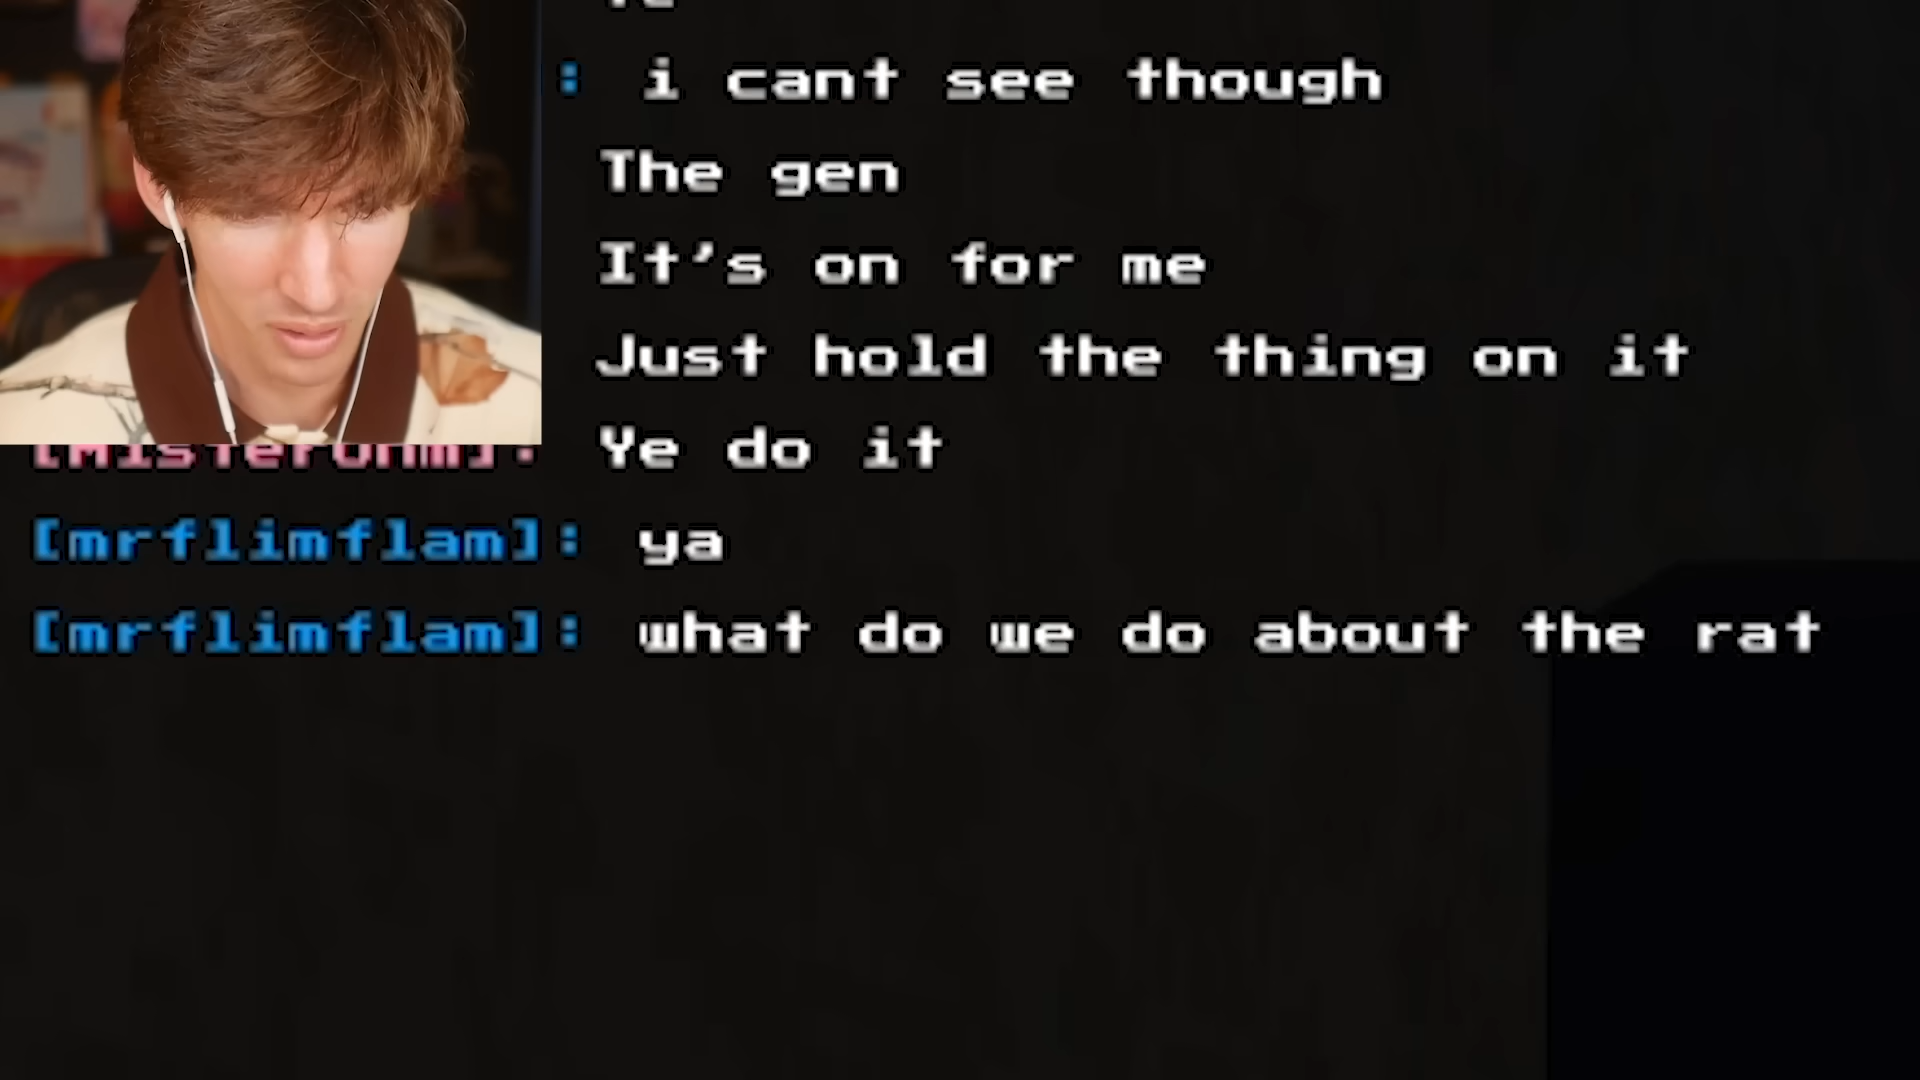 : i cant see though
The gen
It's on for me
Just hold the thing on it
Ye do it
[mrflimflam]: ya
[mrflimflam]: what do we do about the rat